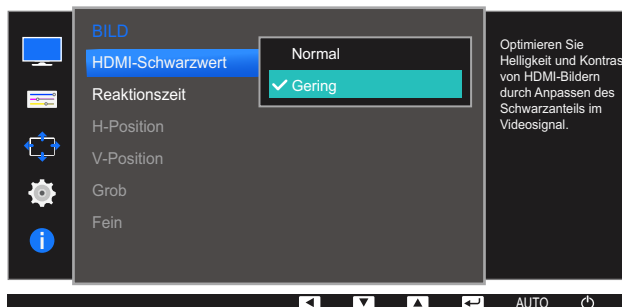 BILD
HDMI-Schwarzwert
Reaktionszeit
H-Position
V-Position
Grob
Fein
Normal
Gering
Optimieren Sie
Helligkeit und Kontras
von HDMI-Bildern
durch Anpassen des
Schwarzanteils im
Videosignal.
AUTO